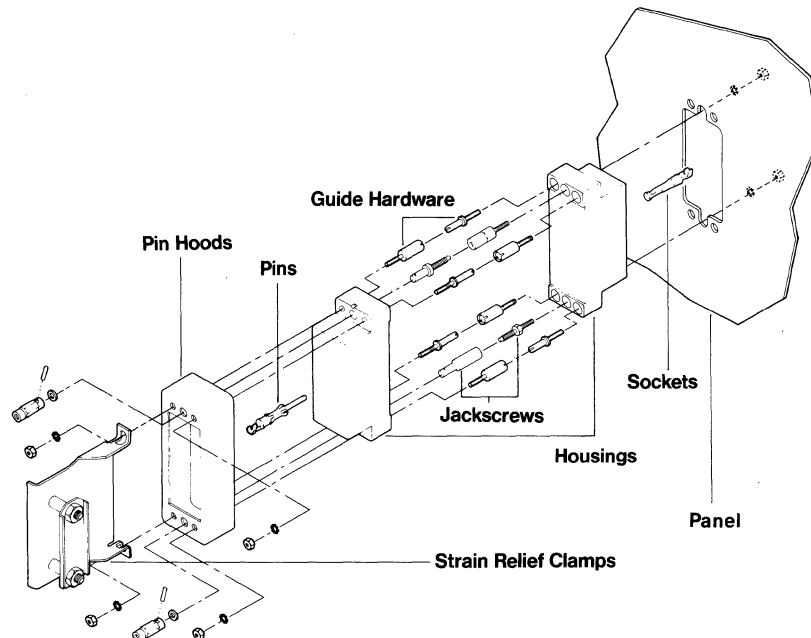 Guide Hardware
Pin Hoods
Pins
Sockets
Jackscrews
Housings
Panel
Strain Relief Clamps